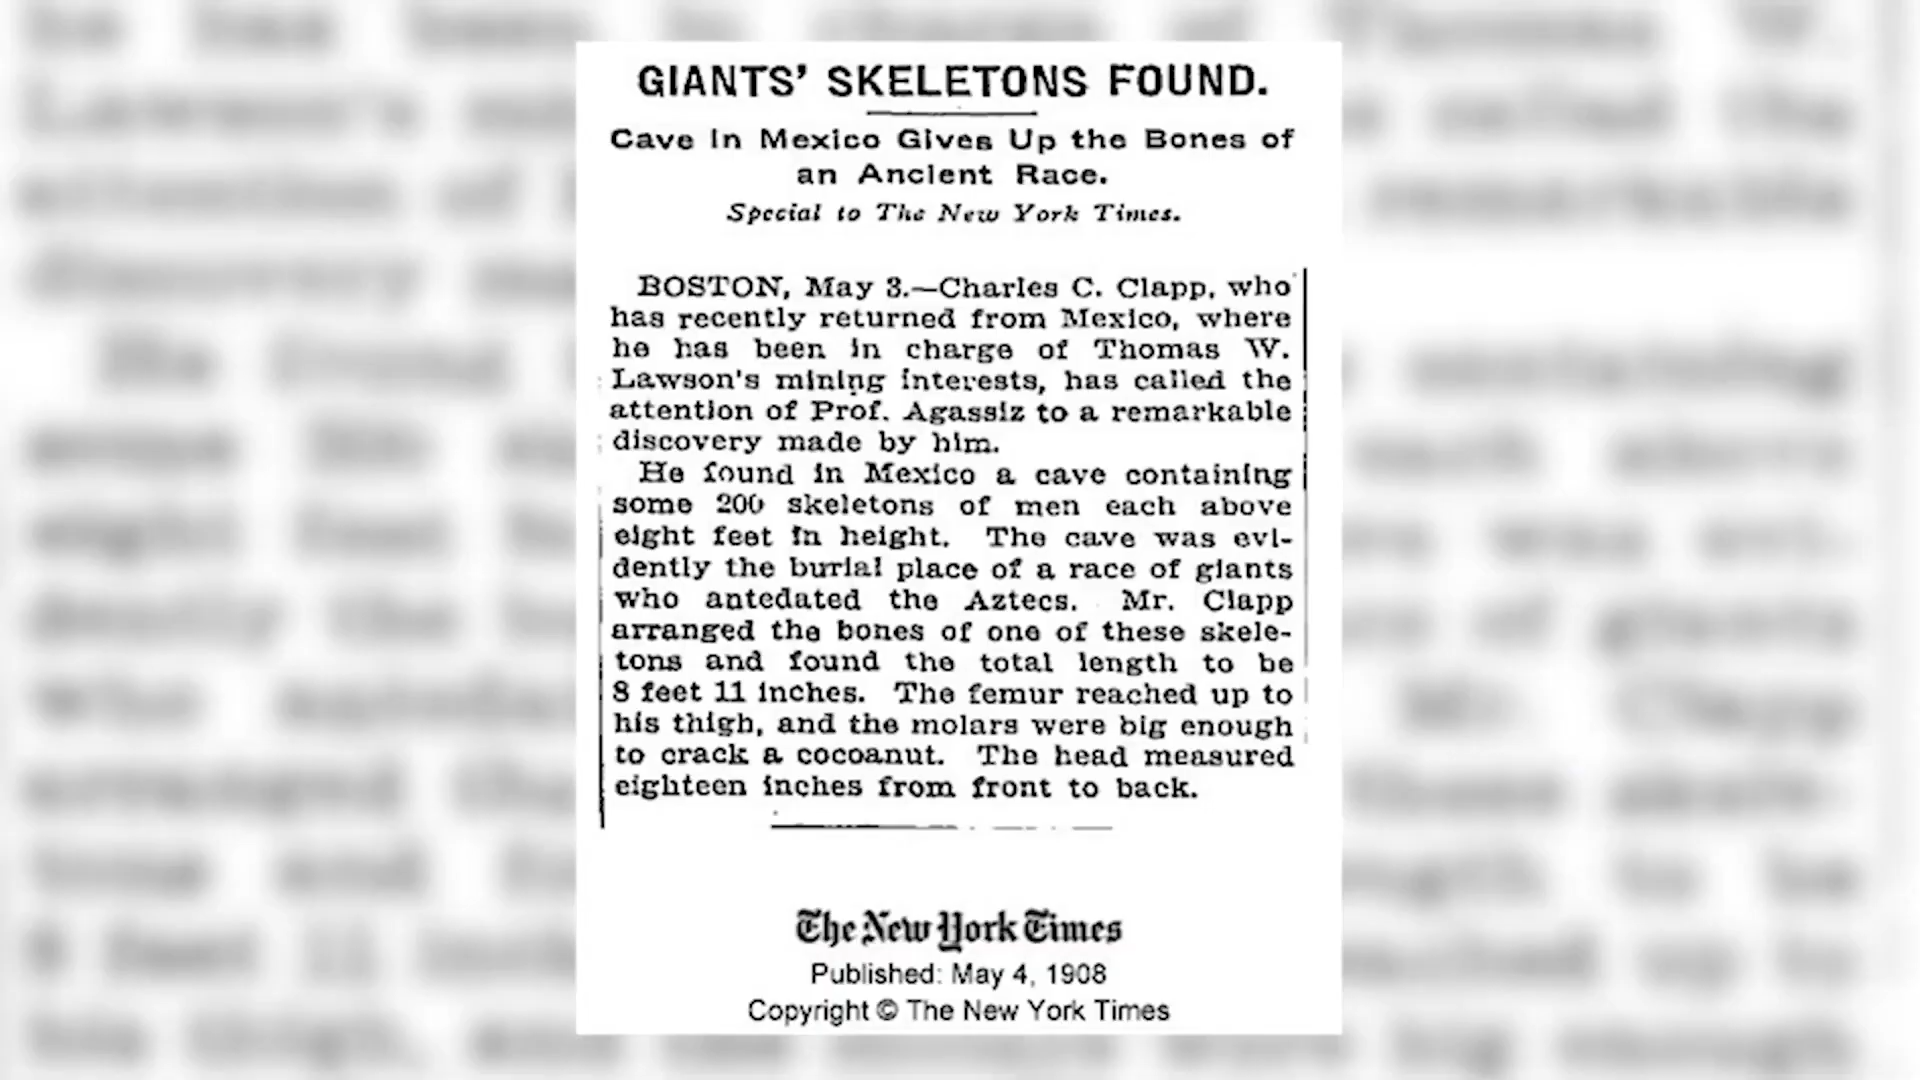 GIANTS' SKELETONS FOUND.
Cave in Mexico Gives Up the Bones of
an Ancient Race.
Special to The New York Times.
BOSTON, May 3.—Charles C. Clapp, who
has recently returned from Mexico, where
he has been in charge of Thomas W.
Lawson's mining interests, has called the
attention of Prof. Agassiz to a remarkable
discovery made by him.
He found in Mexico a cave containing
some 200 skeletons of men each above
eight feet in height. The cave was evi-
dently the burial place of a race of giants
who antedated the Aztecs. Mr. Clapp
arranged the bones of one of these skele-
tons and found the total length to be
8 feet 11 inches. The femur reached up to
his thigh, and the molars were big enough
to crack a cocoanut. The head measured
eighteen inches from front to back.
The New York Times
Published: May 4, 1908
Copyright © The New York Times